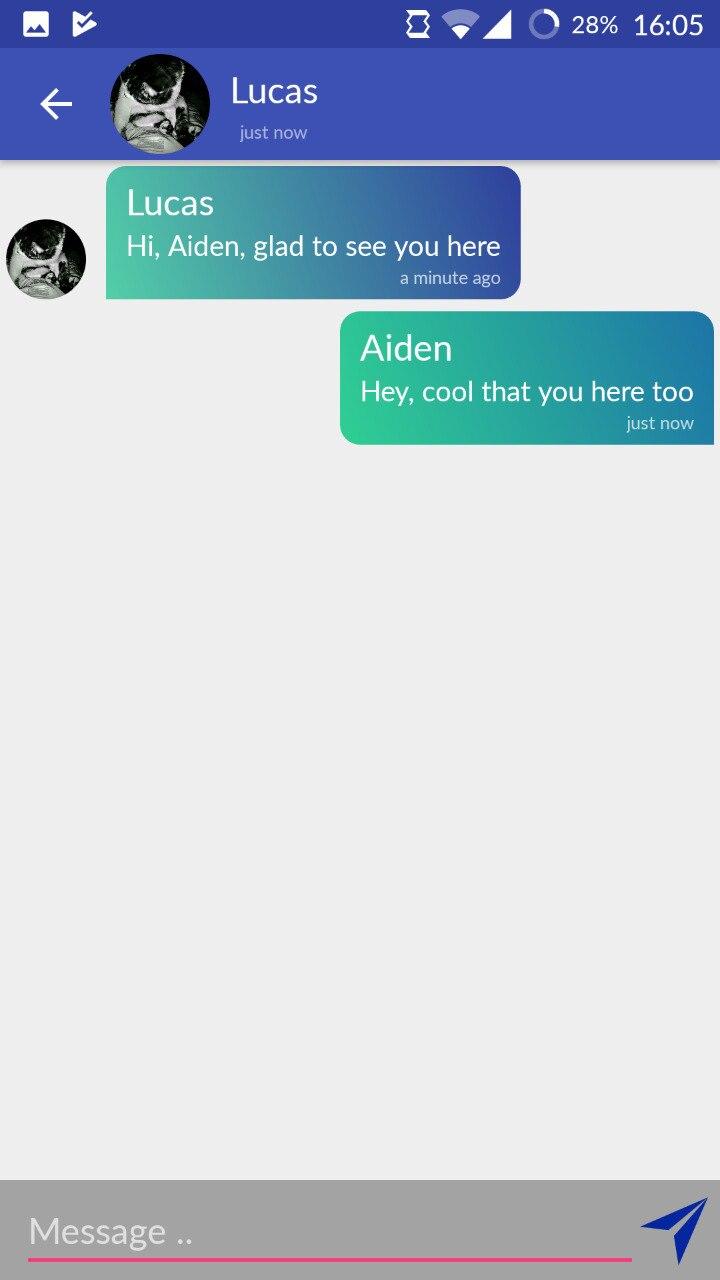 28% 16:05
Lucas
just now
Lucas
Hi, Aiden, glad to see you here
a minute ago
Aiden
Hey, cool that you here too
just now
Message ..